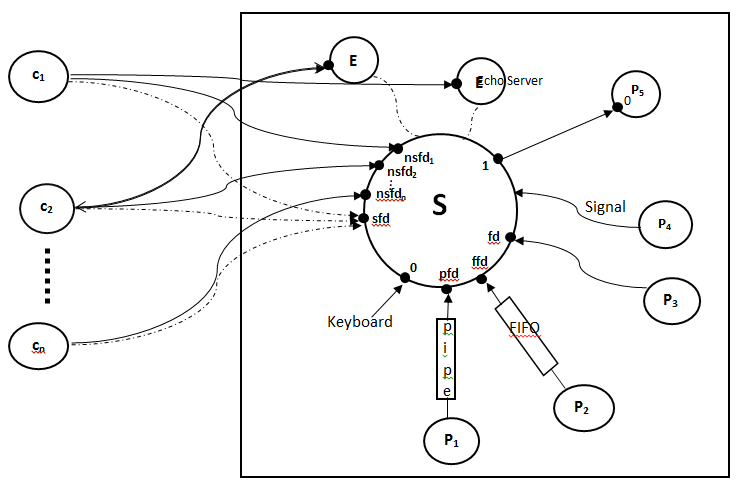 c1
E
E
Echo Server
P5
0
nsfd1
1
nsfd2
nsfdn
S
Signal
c2
sfd
P4
fd
ffd
0
pfd
P3
Keyboard
cn
p
i
p
e
FIFO
P2
P1